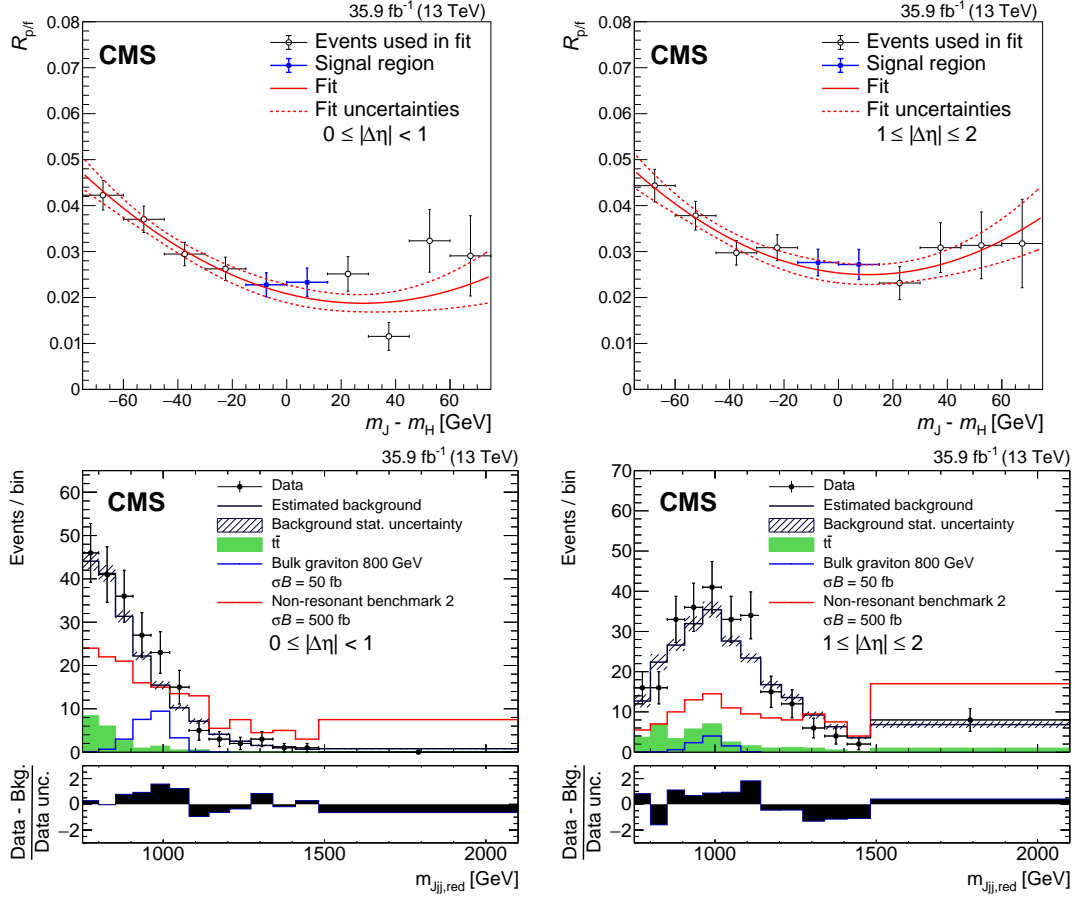 35.9 fb⁻¹ (13 TeV)
R_p/f
CMS
Events used in fit
Signal region
Fit
Fit uncertainties
0 ≤ |Δη| < 1
0.08
0.07
0.06
0.05
0.04
0.03
0.02
0.01
0
−60 −40 −20 0 20 40 60
m_J - m_H [GeV]
35.9 fb⁻¹ (13 TeV)
R_p/f
CMS
Events used in fit
Signal region
Fit
Fit uncertainties
1 ≤ |Δη| ≤ 2
0.08
0.07
0.06
0.05
0.04
0.03
0.02
0.01
0
−60 −40 −20 0 20 40 60
m_J - m_H [GeV]
35.9 fb⁻¹ (13 TeV)
Events / bin
CMS
Data
Estimated background
Background stat. uncertainty
tt̄
Bulk graviton 800 GeV
σB = 50 fb
Non-resonant benchmark 2
σB = 500 fb
0 ≤ |Δη| < 1
60
50
40
30
20
10
0
Data - Bkg.
Data unc.
2
0
−2
1000 1500 2000
m_Jjj,red [GeV]
35.9 fb⁻¹ (13 TeV)
Events / bin
CMS
Data
Estimated background
Background stat. uncertainty
tt̄
Bulk graviton 800 GeV
σB = 50 fb
Non-resonant benchmark 2
σB = 500 fb
1 ≤ |Δη| ≤ 2
70
60
50
40
30
20
10
0
Data - Bkg.
Data unc.
2
0
−2
1000 1500 2000
m_Jjj,red [GeV]